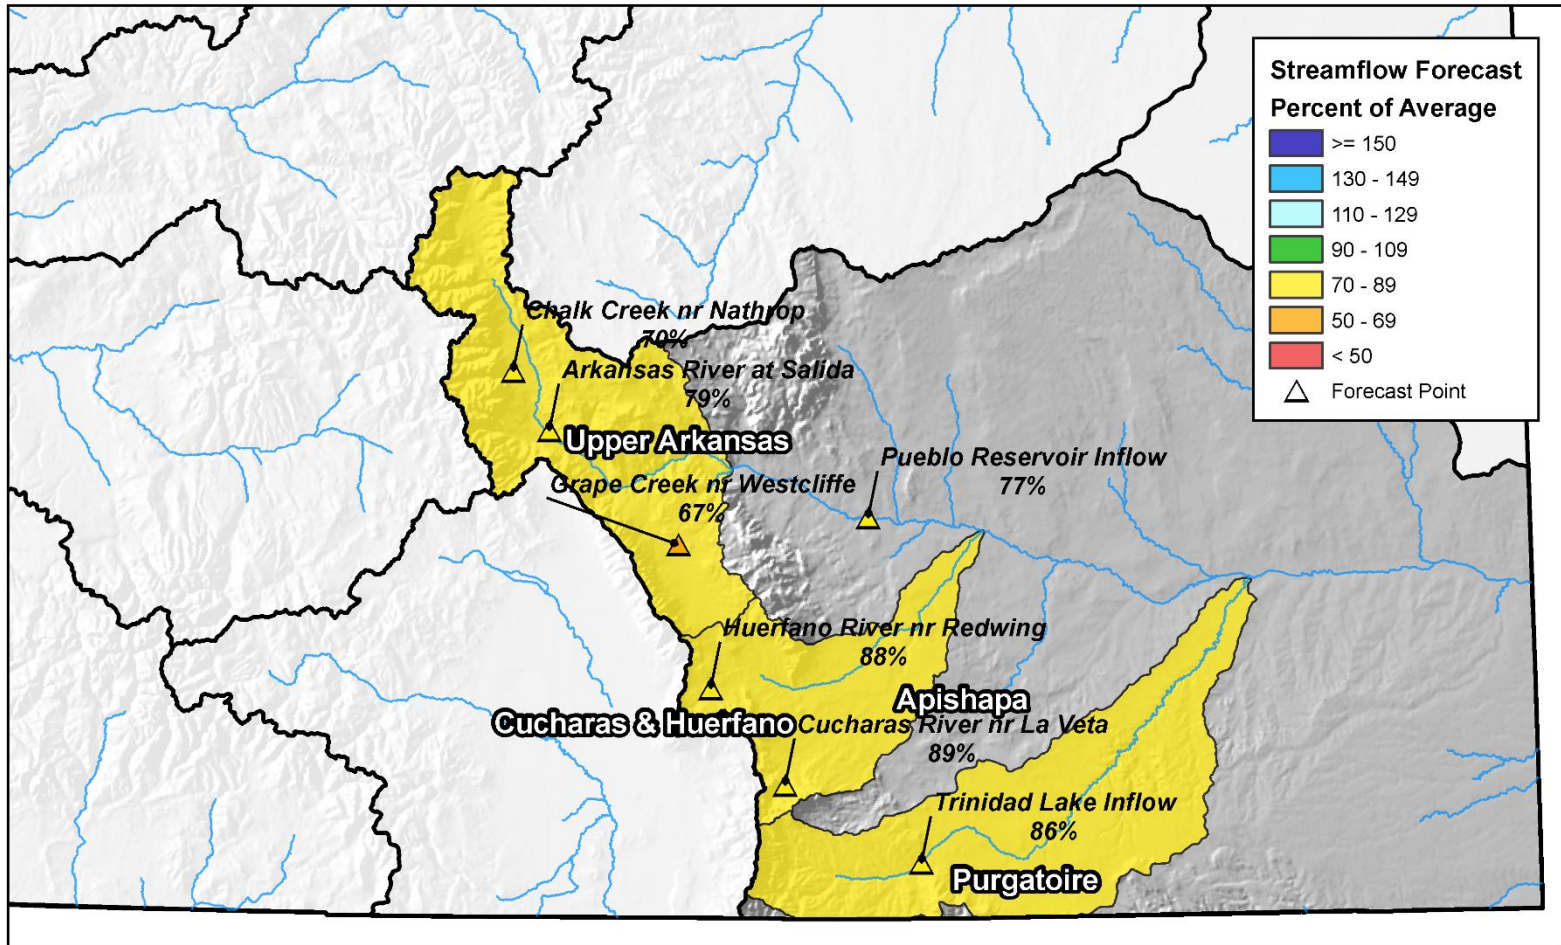 Streamflow Forecast
Percent of Average
>= 150
130 - 149
110 - 129
90 - 109
70 - 89
50 - 69
< 50
Forecast Point
Chalk Creek nr Nathrop
70%
Arkansas River at Salida
79%
Upper Arkansas
Pueblo Reservoir Inflow
77%
Grape Creek nr Westcliffe
67%
Huerfano River nr Redwing
88%
Apishapa
Cucharas & Huerfano
Cucharas River nr La Veta
89%
Trinidad Lake Inflow
86%
Purgatoire